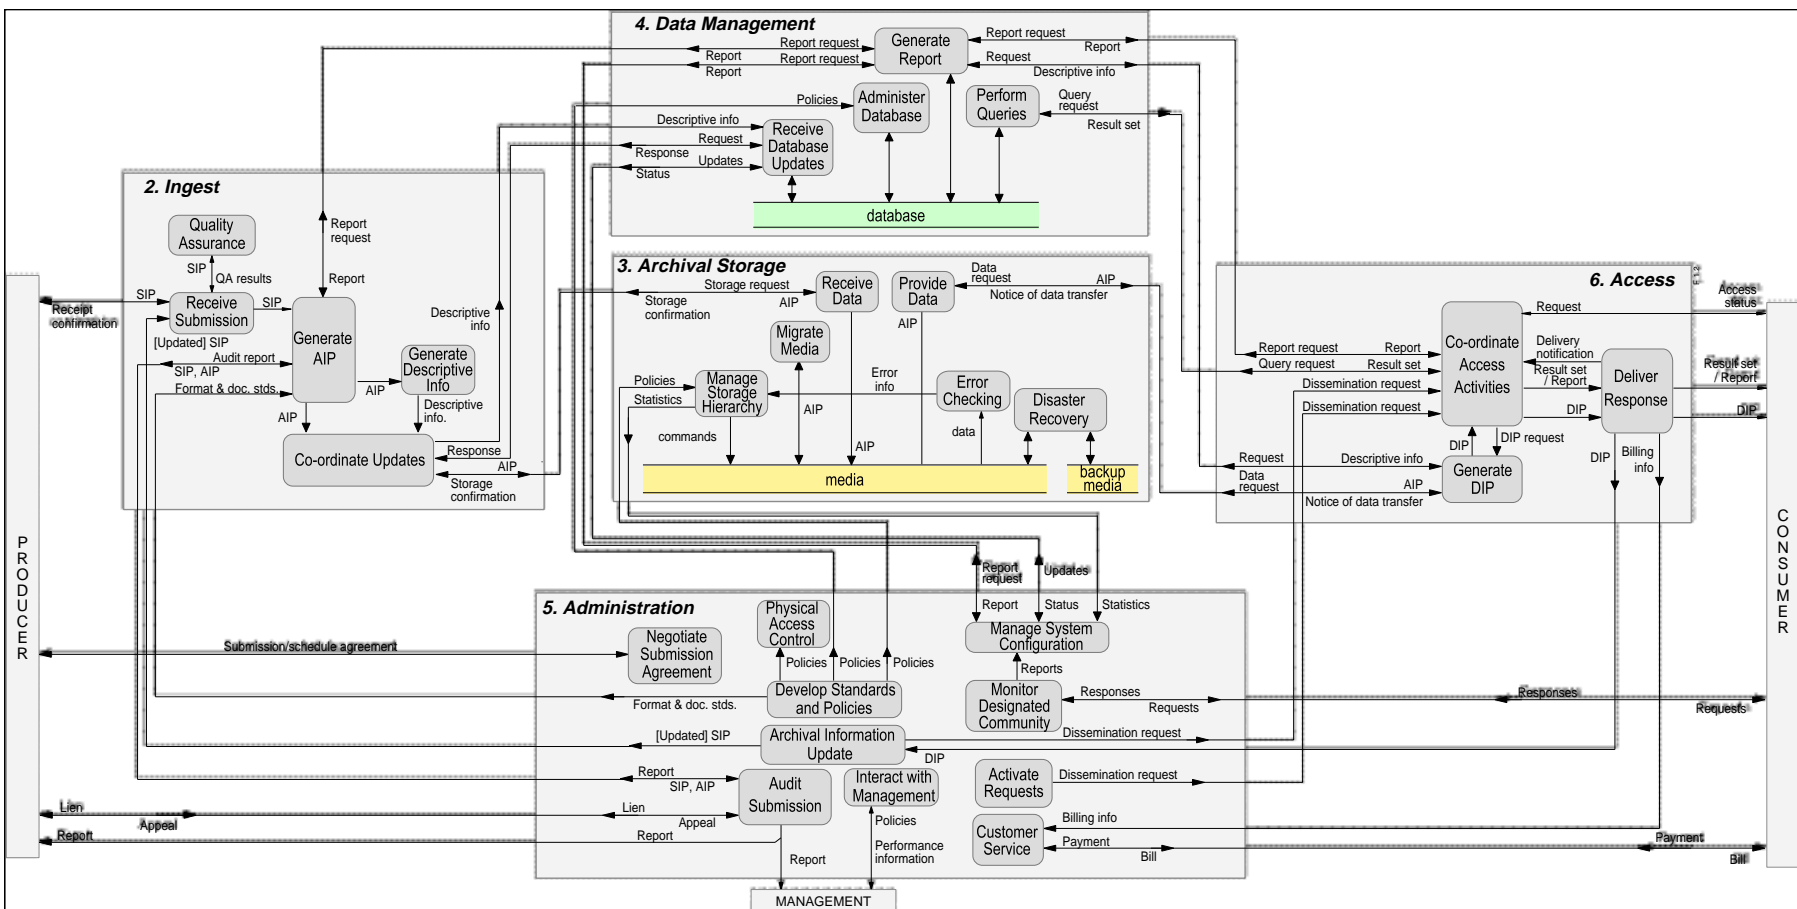 4. Data Management
Generate
Report
Report request
Report
Report request
Report
Report request
Report
Request
Descriptive info
Policies
Administer
Database
Perform
Queries
Query
request
Result set
Descriptive info
Request
Response
Updates
Status
Receive
Database
Updates
database
2. Ingest
Quality
Assurance
SIP
QA results
Report
request
Report
SIP
Receipt
confirmation
Receive
Submission
SIP
[Updated] SIP
Audit report
SIP, AIP
Format & doc. stds.
Generate
AIP
AIP
AIP
Generate
Descriptive
Info
Descriptive
info
Descriptive
info.
Co-ordinate Updates
Response
AIP
Storage
confirmation
3. Archival Storage
Storage request
Storage
confirmation
AIP
Receive
Data
Provide
Data
Data
request
AIP
Notice of data transfer
AIP
Migrate
Media
AIP
Policies
Statistics
Manage
Storage
Hierarchy
Error
info
Error
Checking
Disaster
Recovery
commands
AIP
data
media
backup
media
6. Access
Access
status
Request
Co-ordinate
Access
Activities
Delivery
notification
Result set
/ Report
Deliver
Response
Result set
/ Report
DIP
Report request
Report
Query request
Result set
Dissemination request
Dissemination request
DIP
DIP
DIP request
DIP
Billing
info
Request
Descriptive info
Data
request
AIP
Notice of data transfer
Generate
DIP
PRODUCER
CONSUMER
5. Administration
Report
request
Updates
Report
Status
Statistics
Physical
Access
Control
Manage System
Configuration
Submission/schedule agreement
Negotiate
Submission
Agreement
Policies
Policies
Policies
Reports
Format & doc. stds.
Develop Standards
and Policies
Monitor
Designated
Community
Responses
Requests
Responses
Requests
[Updated] SIP
Archival Information
Update
Dissemination request
DIP
Report
SIP, AIP
Audit
Submission
Interact with
Management
Activate
Requests
Dissemination request
Lien
Appeal
Lien
Appeal
Report
Report
Policies
Performance
information
Report
Customer
Service
Billing info
Payment
Bill
Payment
Bill
MANAGEMENT